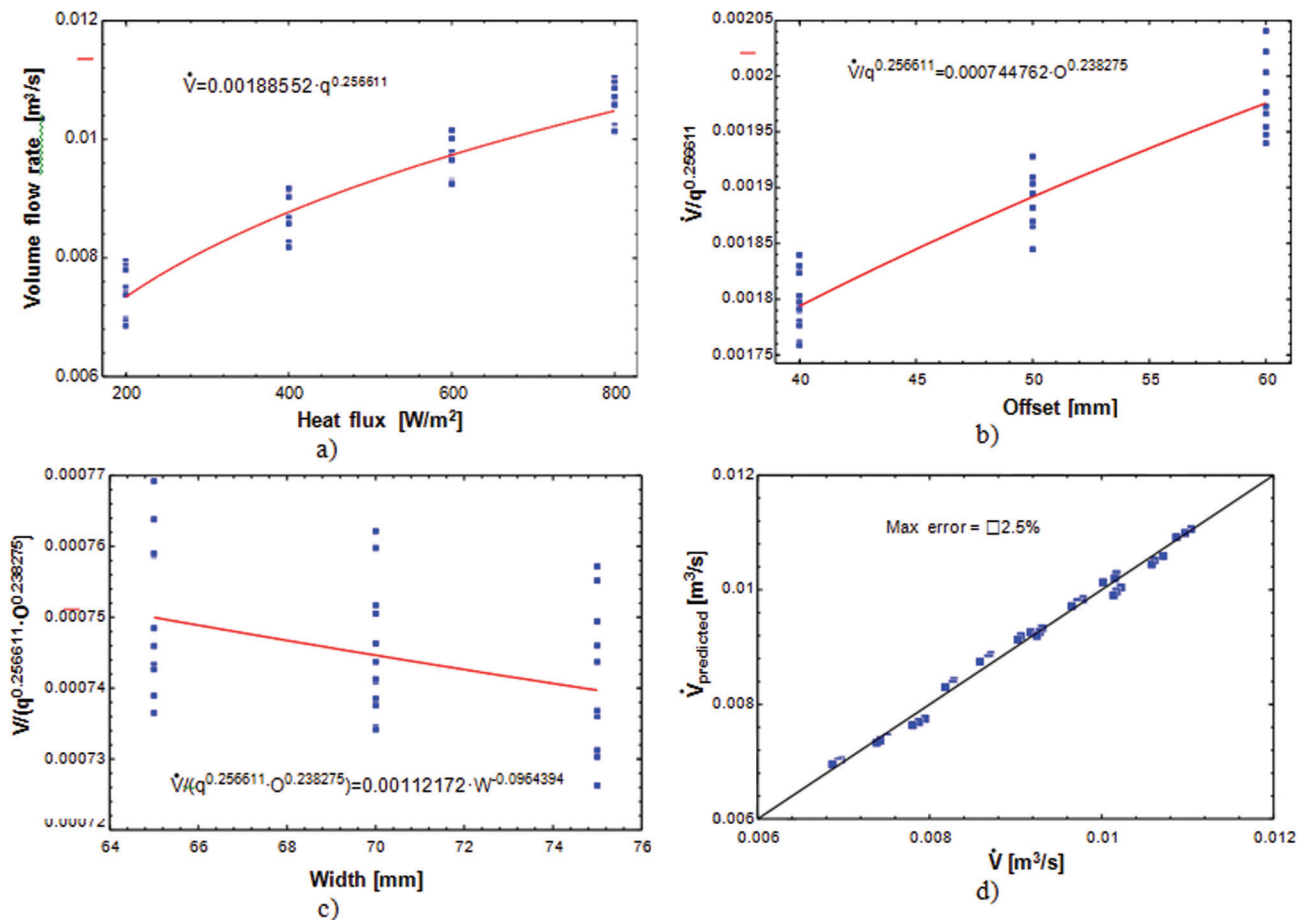 0.012
0.01
0.008
0.006
Volume flow rate [m³/s]
V̇=0.00188552·q^0.256611
200
400
600
800
Heat flux [W/m²]
a)
0.00205
0.002
0.00195
0.0019
0.00185
0.0018
0.00175
V̇/q^0.256611
V̇/q^0.256611=0.000744762·O^0.238275
40
45
50
55
60
Offset [mm]
b)
0.00077
0.00076
0.00075
0.00074
0.00073
0.00072
V/(q^0.256611·O^0.238275)
V̇/(q^0.256611·O^0.238275)=0.00112172·W^-0.0964394
64
66
68
70
72
74
76
Width [mm]
c)
0.012
0.01
0.008
0.006
V̇predicted [m³/s]
Max error = □2.5%
0.006
0.008
0.01
0.012
V̇ [m³/s]
d)